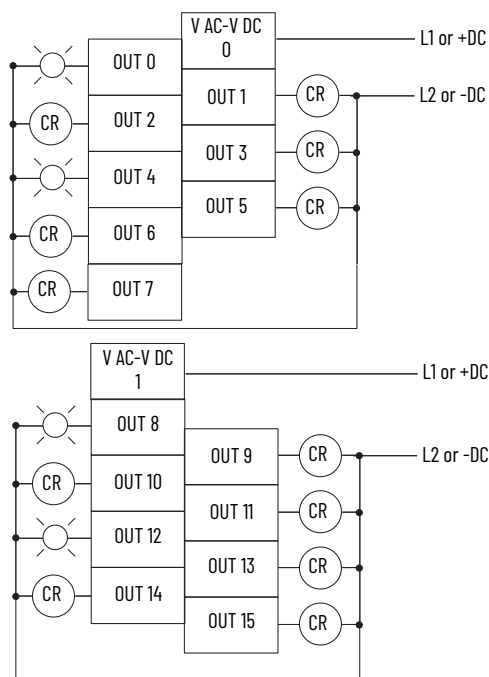 V AC-V DC
0
L1 or +DC
OUT 0
OUT 1
CR
L2 or -DC
CR
OUT 2
OUT 3
CR
OUT 4
OUT 5
CR
CR
OUT 6
CR
OUT 7
V AC-V DC
1
L1 or +DC
OUT 8
OUT 9
CR
L2 or -DC
CR
OUT 10
OUT 11
CR
OUT 12
OUT 13
CR
CR
OUT 14
OUT 15
CR